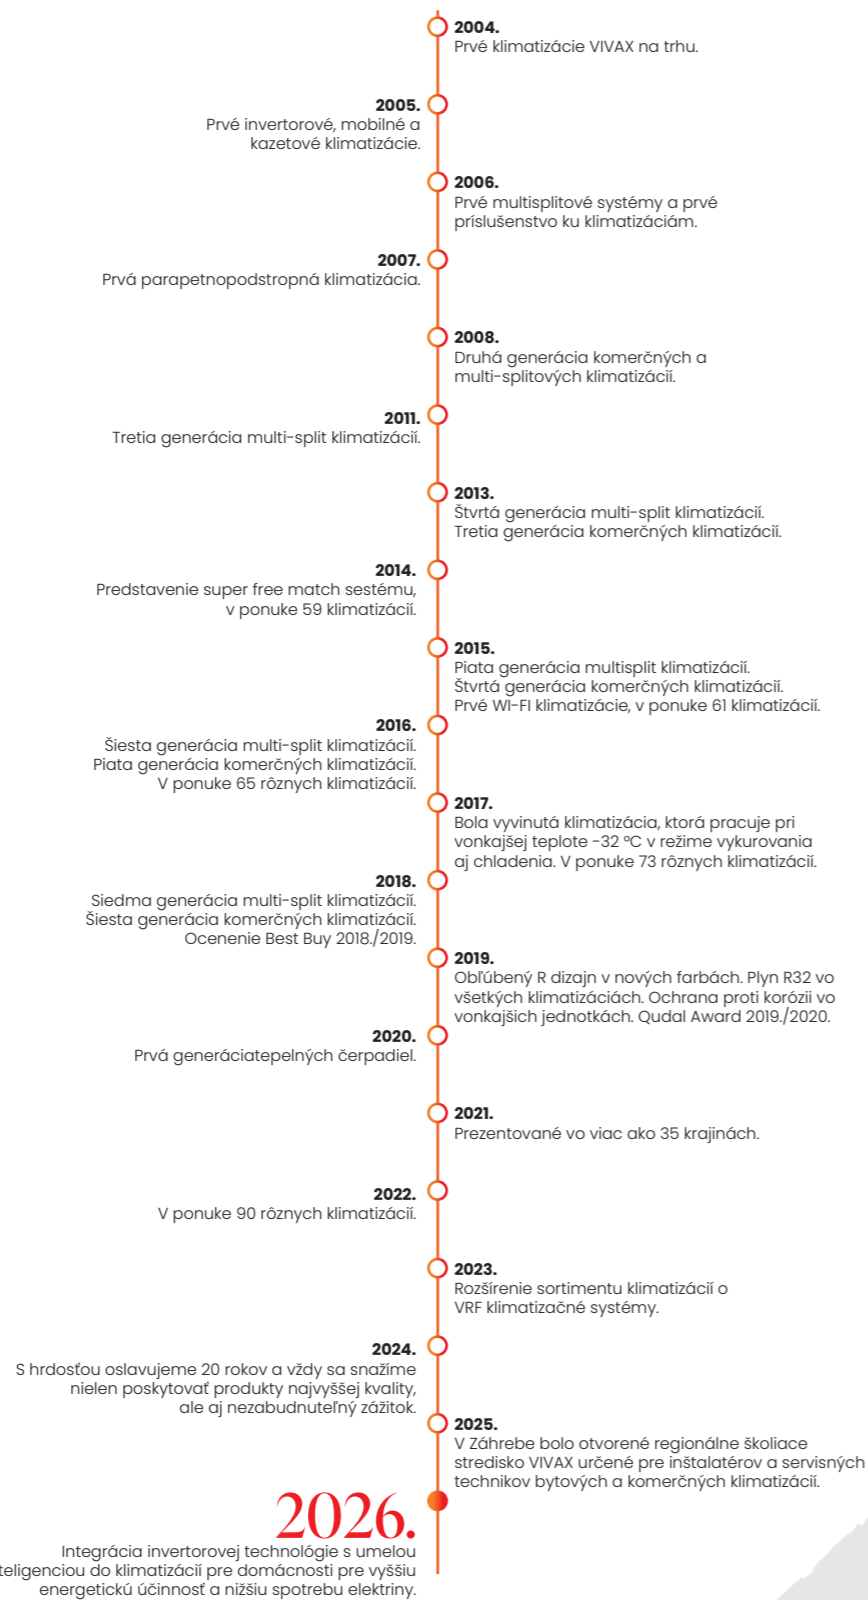 2004.
Prvé klimatizácie VIVAX na trhu.
2005.
Prvé invertorové, mobilné a
kazetové klimatizácie.
2006.
Prvé multisplitové systémy a prvé
príslušenstvo ku klimatizáciám.
2007.
Prvá parapetnopodstropná klimatizácia.
2008.
Druhá generácia komerčných a
multi-splitových klimatizácií.
2011.
Tretia generácia multi-split klimatizácií.
2013.
Štvrtá generácia multi-split klimatizácií.
Tretia generácia komerčných klimatizácií.
2014.
Predstavenie super free match sestému,
v ponuke 59 klimatizácií.
2015.
Piata generácia multisplit klimatizácií.
Štvrtá generácia komerčných klimatizácií.
Prvé WI-FI klimatizácie, v ponuke 61 klimatizácií.
2016.
Šiesta generácia multi-split klimatizácií.
Piata generácia komerčných klimatizácií.
V ponuke 65 rôznych klimatizácií.
2017.
Bola vyvinutá klimatizácia, ktorá pracuje pri
vonkajšej teplote -32 °C v režime vykurovania
aj chladenia. V ponuke 73 rôznych klimatizácií.
2018.
Siedma generácia multi-split klimatizácií.
Šiesta generácia komerčných klimatizácií.
Ocenenie Best Buy 2018./2019.
2019.
Obľúbený R dizajn v nových farbách. Plyn R32 vo
všetkých klimatizáciách. Ochrana proti korózii vo
vonkajších jednotkách. Qudal Award 2019./2020.
2020.
Prvá generáciatepelných čerpadiel.
2021.
Prezentované vo viac ako 35 krajinách.
2022.
V ponuke 90 rôznych klimatizácií.
2023.
Rozšírenie sortimentu klimatizácií o
VRF klimatizačné systémy.
2024.
S hrdosťou oslavujeme 20 rokov a vždy sa snažíme
nielen poskytovať produkty najvyššej kvality,
ale aj nezabudnuteľný zážitok.
2025.
V Záhrebe bolo otvorené regionálne školiace
stredisko VIVAX určené pre inštalatérov a servisných
technikov bytových a komerčných klimatizácií.
2026.
Integrácia invertorovej technológie s umelou
teligenciou do klimatizácií pre domácnosti pre vyššiu
energetickú účinnosť a nižšiu spotrebu elektriny.